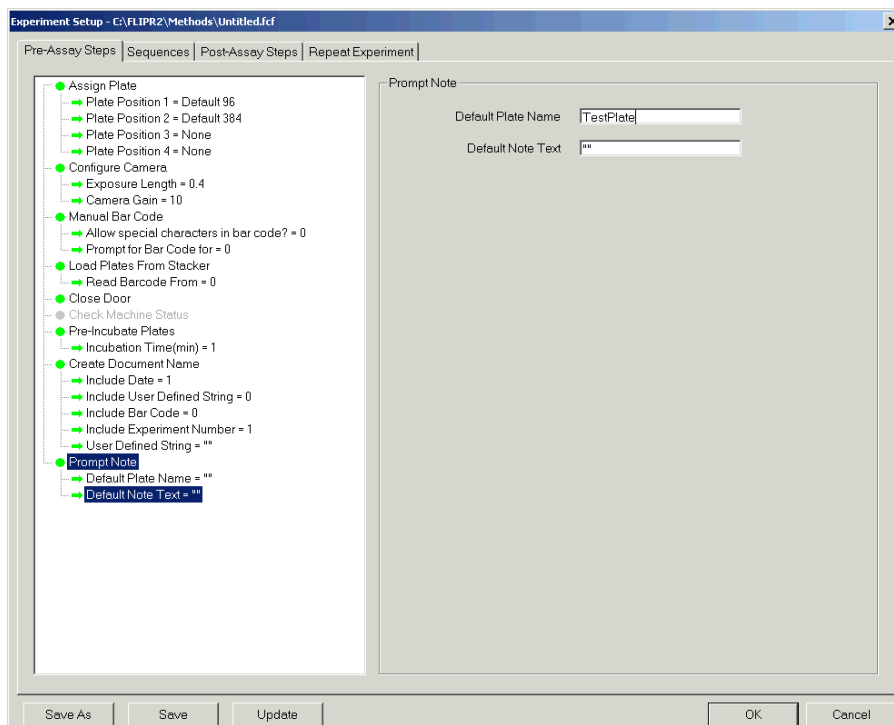 Experiment Setup - C:\FLIPR2\Methods\Untitled.fcf
Pre-Assay Steps
Sequences
Post-Assay Steps
Repeat Experiment
Assign Plate
Plate Position 1 = Default 96
Plate Position 2 = Default 384
Plate Position 3 = None
Plate Position 4 = None
Configure Camera
Exposure Length = 0.4
Camera Gain = 10
Manual Bar Code
Allow special characters in bar code? = 0
Prompt for Bar Code for = 0
Load Plates From Stacker
Read Barcode From = 0
Close Door
Check Machine Status
Pre-Incubate Plates
Incubation Time(min) = 1
Create Document Name
Include Date = 1
Include User Defined String = 0
Include Bar Code = 0
Include Experiment Number = 1
User Defined String = ""
Prompt Note
Default Plate Name = ""
Default Note Text = ""
Prompt Note
Default Plate Name TestPlate
Default Note Text ""
Save As
Save
Update
OK
Cancel